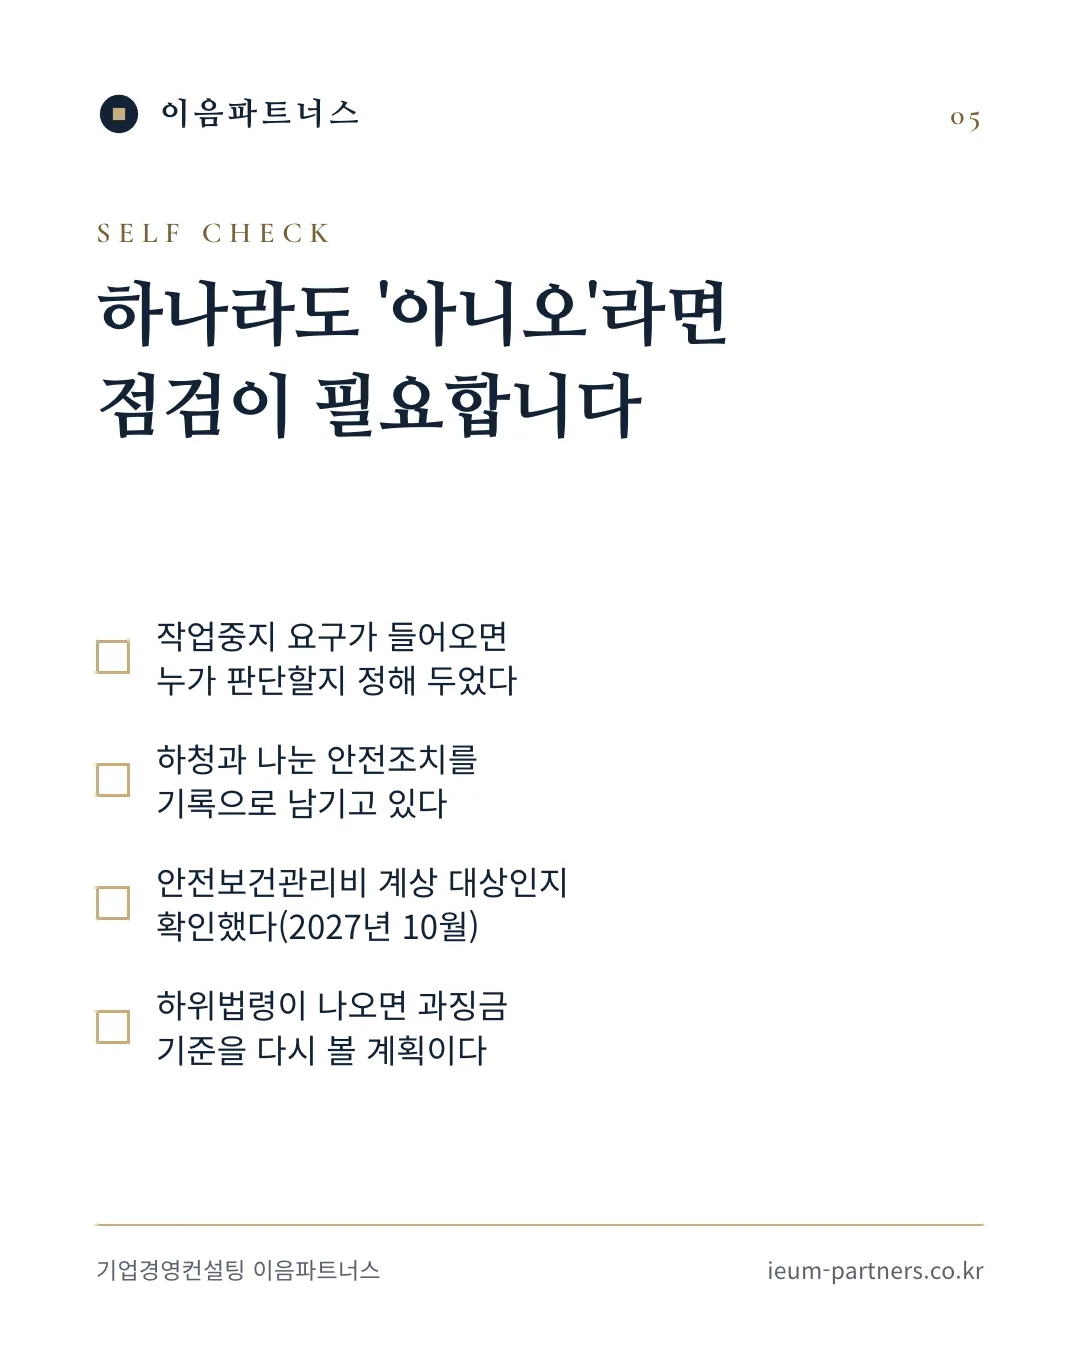 이음파트너스
05
SELF CHECK
하나라도 '아니오'라면
점검이 필요합니다
작업중지 요구가 들어오면
누가 판단할지 정해 두었다
하청과 나눈 안전조치를
기록으로 남기고 있다
안전보건관리비 계상 대상인지
확인했다(2027년 10월)
하위법령이 나오면 과징금
기준을 다시 볼 계획이다
기업경영컨설팅 이음파트너스
ieum-partners.co.kr